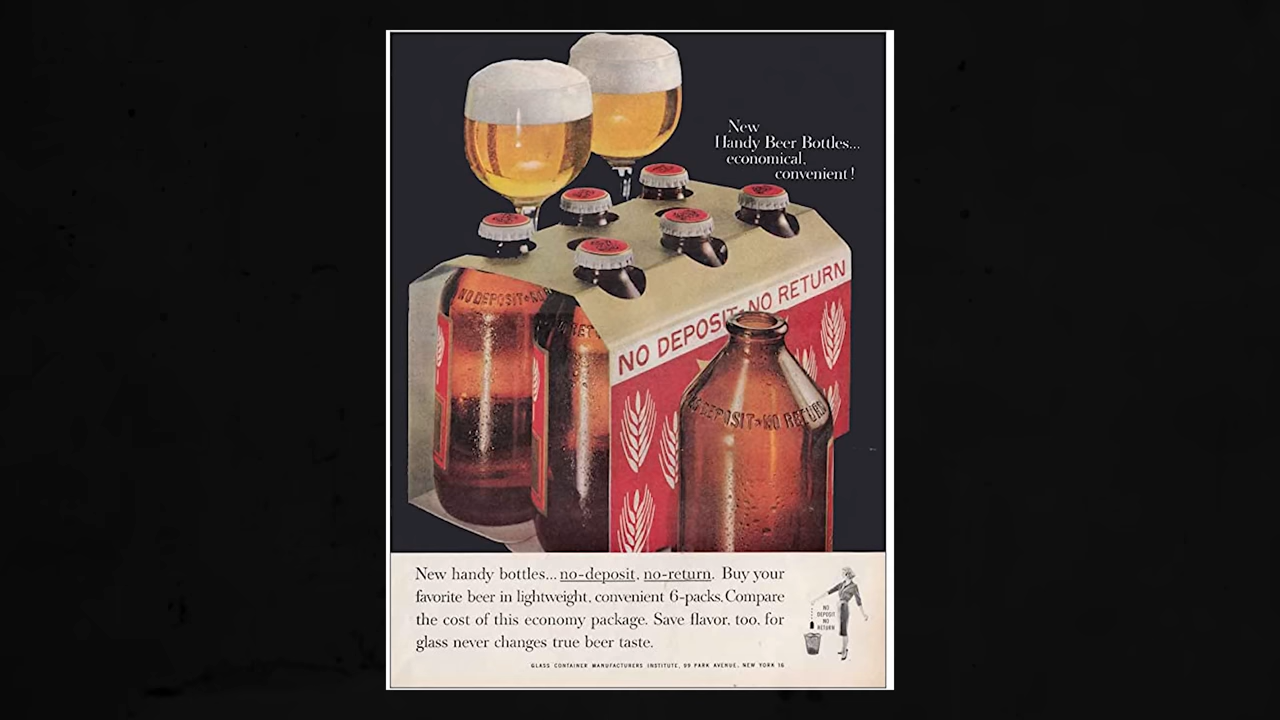 New
Handy Beer Bottles...
economical,
convenient!
NO DEPOSIT · NO RETURN
NO DEPOSIT
NO DEPOSIT · NO RETURN
New handy bottles... no-deposit, no-return. Buy your
favorite beer in lightweight, convenient 6-packs. Compare
the cost of this economy package. Save flavor, too, for
glass never changes true beer taste.
NO
DEPOSIT
NO
RETURN
GLASS CONTAINER MANUFACTURERS INSTITUTE, 99 PARK AVENUE, NEW YORK 16